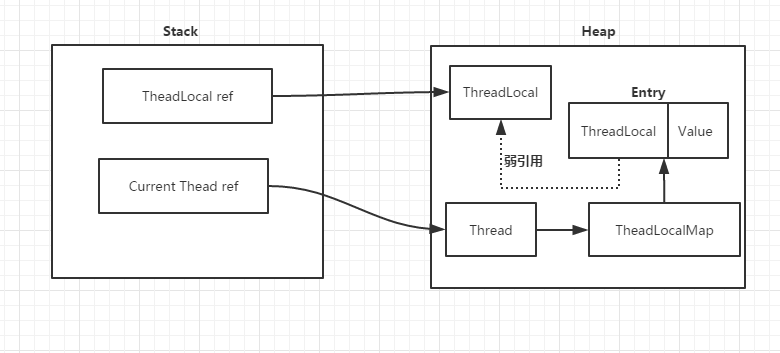 Stack
Heap
TheadLocal ref
ThreadLocal
Entry
ThreadLocal
Value
弱引用
Current Thead ref
Thread
TheadLocalMap